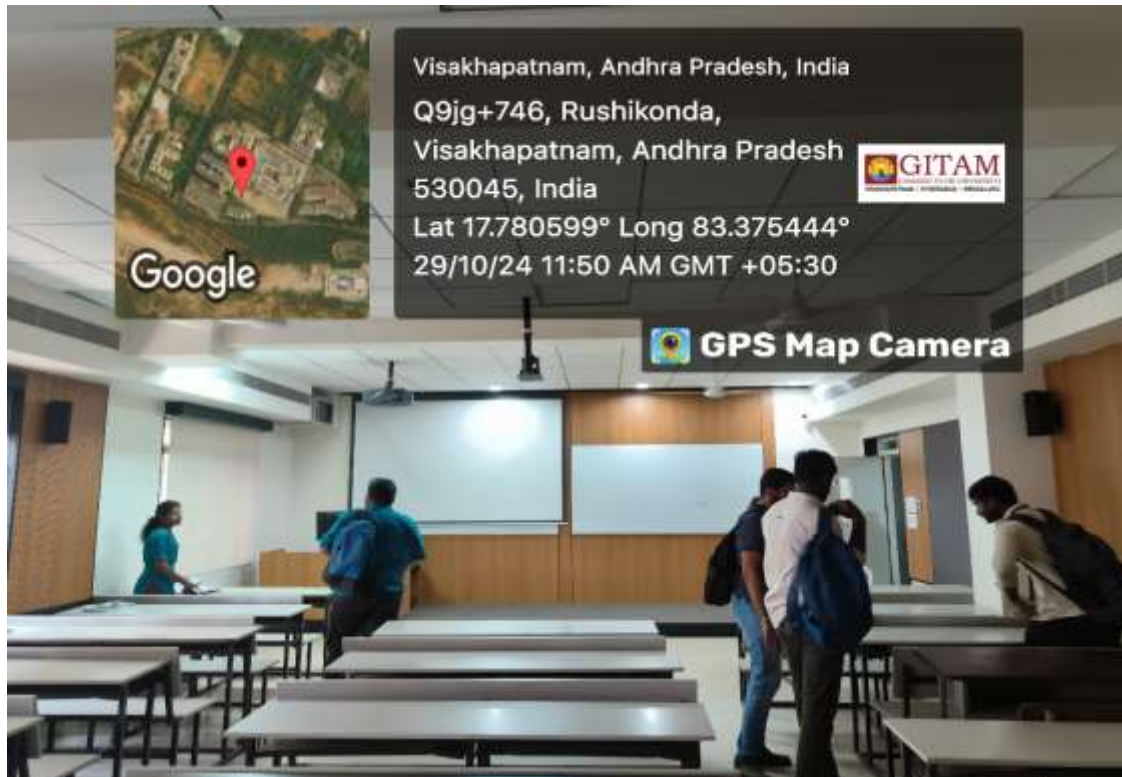 Visakhapatnam, Andhra Pradesh, India
Q9jg+746, Rushikonda,
Visakhapatnam, Andhra Pradesh
530045, India
Lat 17.780599° Long 83.375444°
29/10/24 11:50 AM GMT +05:30
GITAM
Google
GPS Map Camera